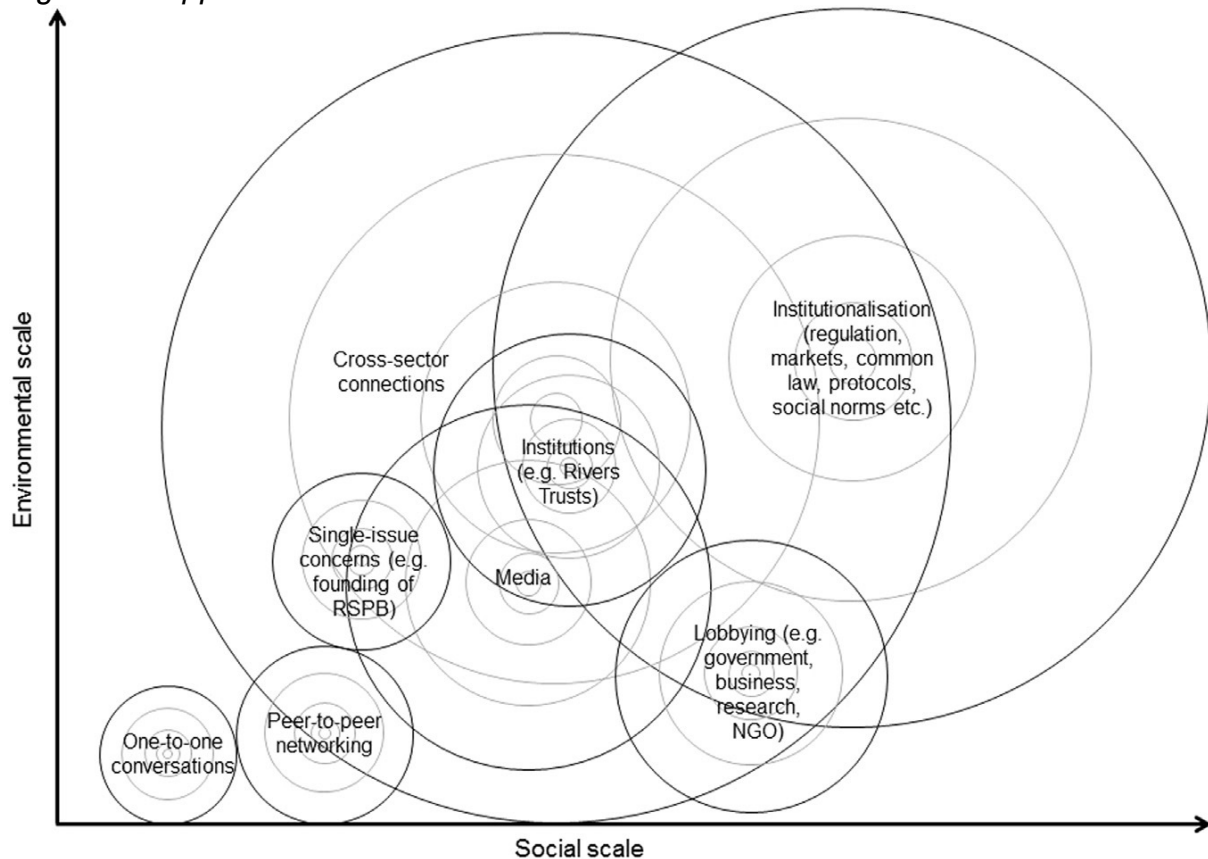 Environmental scale
Cross-sector
connections
Institutionalisation
(regulation,
markets, common
law, protocols,
social norms etc.)
Institutions
(e.g. Rivers
Trusts)
Single-issue
concerns (e.g.
founding of
RSPB)
Media
Lobbying (e.g.
government,
business,
research,
NGO)
Peer-to-peer
networking
One-to-one
conversations
Social scale